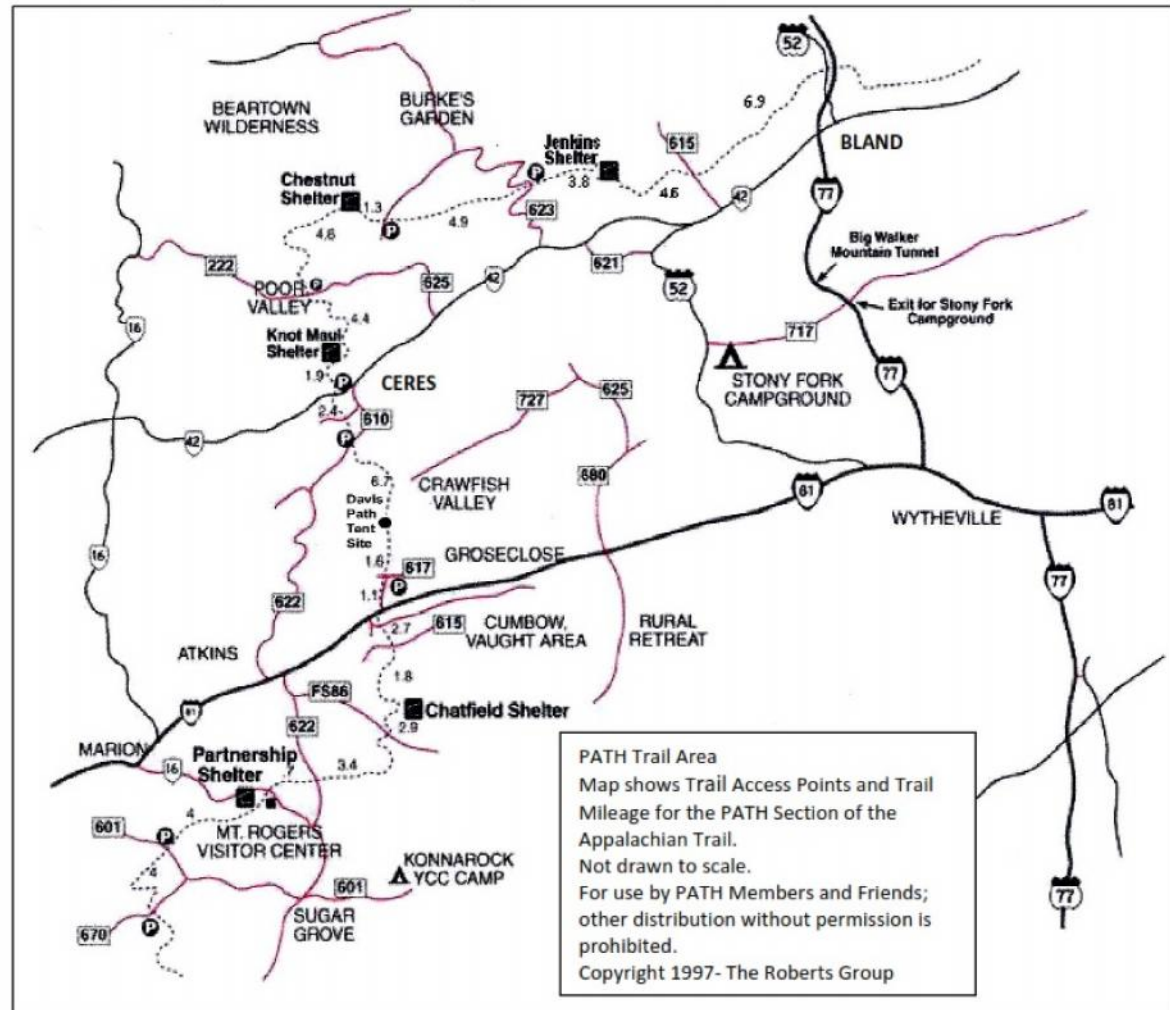 52
6.9
BURKE'S
GARDEN
BEARTOWN
WILDERNESS
Jenkins
Shelter
615
BLAND
P
3.8
4.6
42
77
Chestnut
Shelter
1.3
4.9
623
P
4.6
Big Walker
Mountain Tunnel
222
625
42
621
52
POOR
VALLEY
P
Exit for Stony Fork
Campground
16
4.4
717
Knot Maul
Shelter
1.9
P
CERES
STONY FORK
CAMPGROUND
77
2.4
610
727
625
42
P
6.7
CRAWFISH
VALLEY
680
81
81
Davis
Path
Tent
Site
WYTHEVILLE
16
1.6
GROSECLOSE
617
P
1.1
77
622
2.7
615
CUMBOW,
VAUGHT AREA
RURAL
RETREAT
ATKINS
1.8
FS86
81
Chatfield Shelter
622
2.9
MARION
16
Partnership
Shelter
3.4
4
601
P
MT. ROGERS
VISITOR CENTER
KONNAROCK
YCC CAMP
4
601
SUGAR
GROVE
670
P
77
PATH Trail Area
Map shows Trail Access Points and Trail
Mileage for the PATH Section of the
Appalachian Trail.
Not drawn to scale.
For use by PATH Members and Friends;
other distribution without permission is
prohibited.
Copyright 1997- The Roberts Group